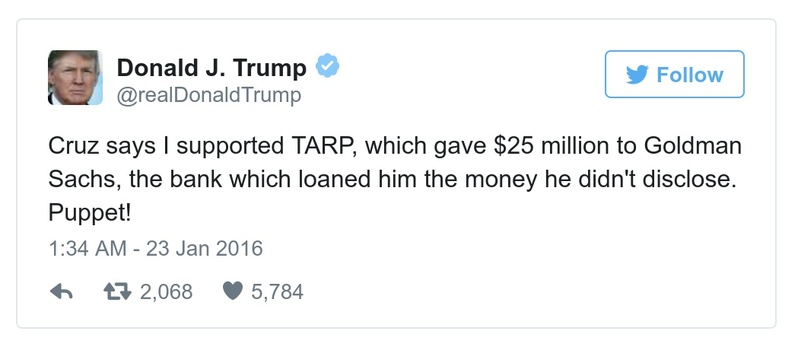 Donald J. Trump
@realDonaldTrump
Follow
Cruz says I supported TARP, which gave $25 million to Goldman
Sachs, the bank which loaned him the money he didn't disclose.
Puppet!
1:34 AM - 23 Jan 2016
2,068 5,784